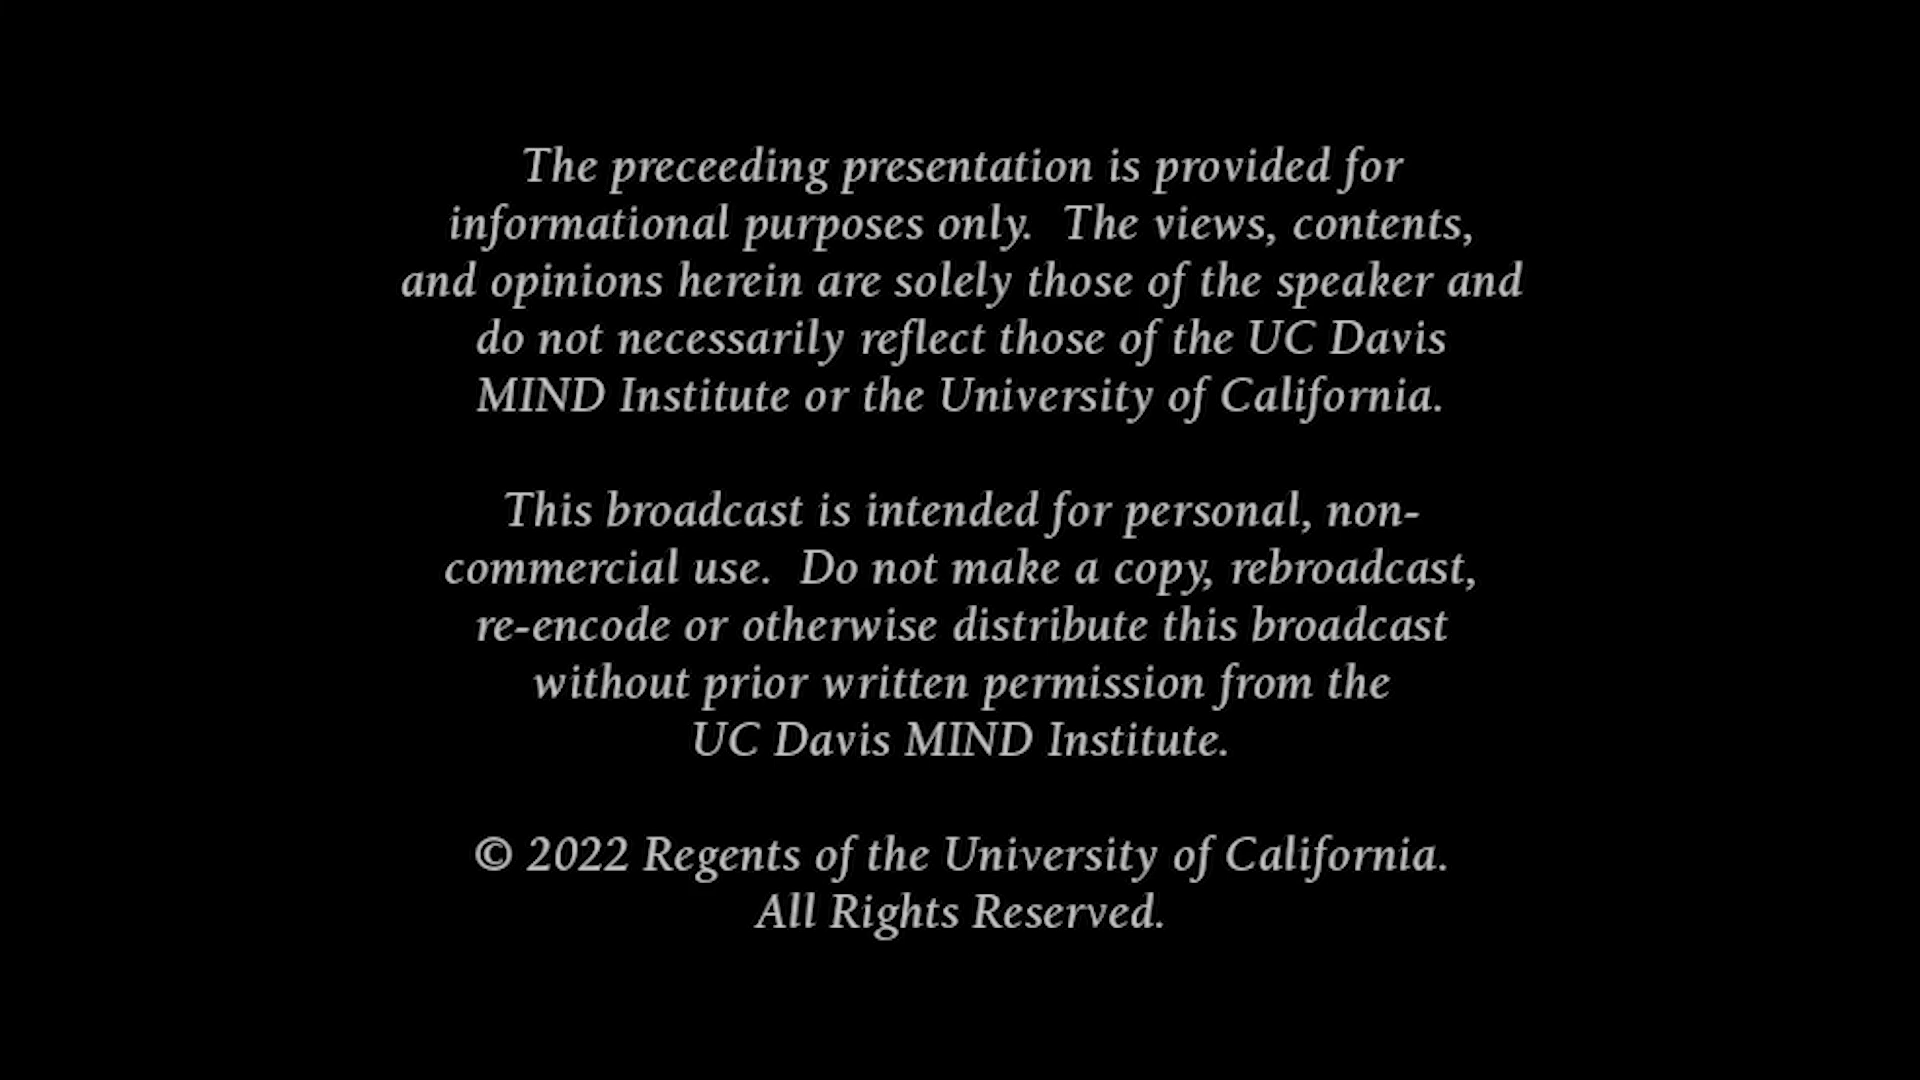 The preceeding presentation is provided for
informational purposes only.  The views, contents,
and opinions herein are solely those of the speaker and
do not necessarily reflect those of the UC Davis
MIND Institute or the University of California.
This broadcast is intended for personal, non-
commercial use.  Do not make a copy, rebroadcast,
re-encode or otherwise distribute this broadcast
without prior written permission from the
UC Davis MIND Institute.
© 2022 Regents of the University of California.
All Rights Reserved.